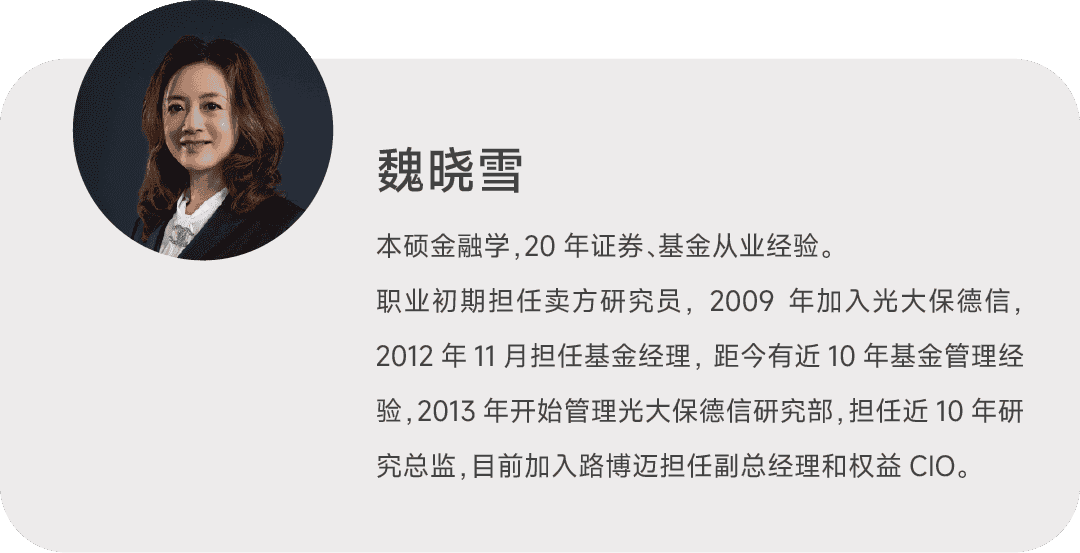 魏晓雪
本硕金融学,20 年证券、基金从业经验。
职业初期担任卖方研究员, 2009 年加入光大保德信,
2012 年 11 月担任基金经理, 距今有近 10 年基金管理经
验,2013 年开始管理光大保德信研究部,担任近 10 年研
究总监,目前加入路博迈担任副总经理和权益 CIO。